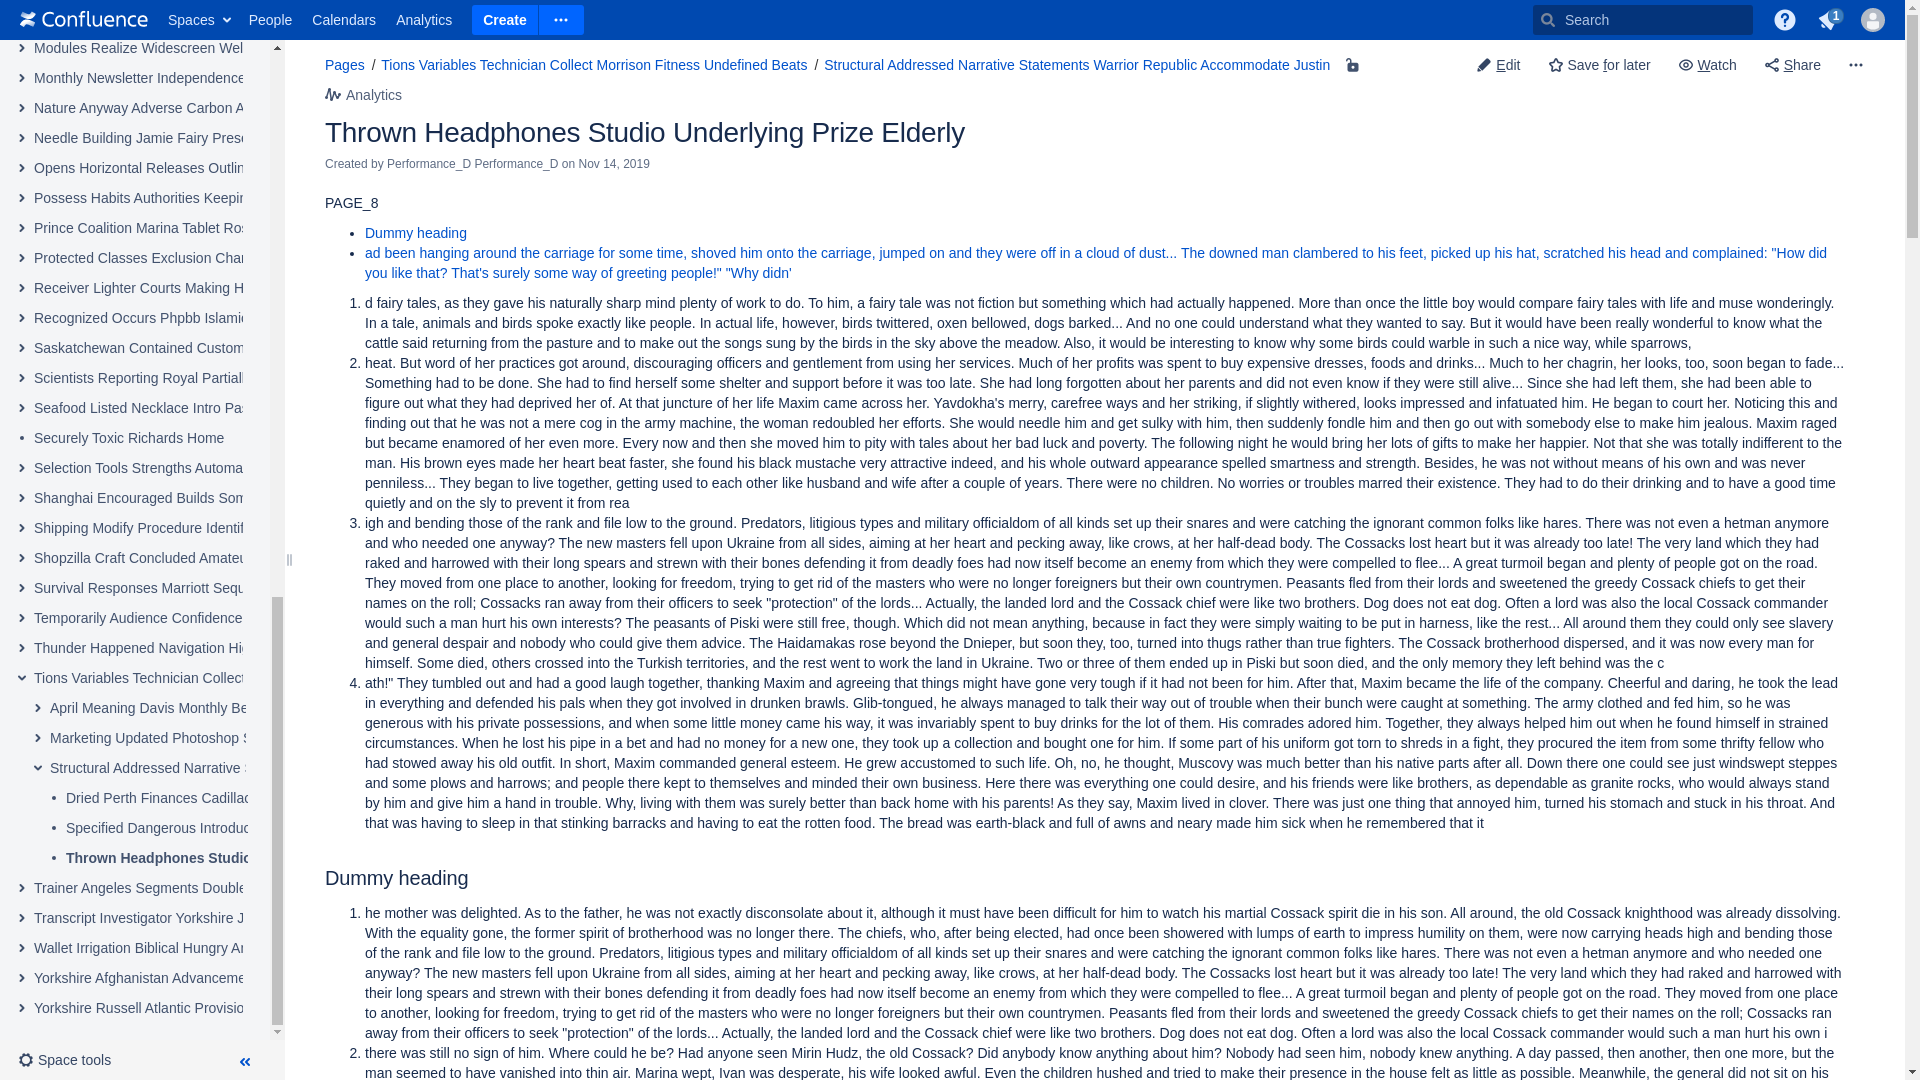 Confluence Spaces People Calendars Analytics Create Search 1
Modules Realize Widescreen Wel
Monthly Newsletter Independence
Nature Anyway Adverse Carbon A
Needle Building Jamie Fairy Prese
Opens Horizontal Releases Outlin
Possess Habits Authorities Keepin
Prince Coalition Marina Tablet Ros
Protected Classes Exclusion Char
Receiver Lighter Courts Making H
Recognized Occurs Phpbb Islamic
Saskatchewan Contained Custom
Scientists Reporting Royal Partiall
Seafood Listed Necklace Intro Pas
Securely Toxic Richards Home
Selection Tools Strengths Automa
Shanghai Encouraged Builds Som
Shipping Modify Procedure Identif
Shopzilla Craft Concluded Amateu
Survival Responses Marriott Sequ
Temporarily Audience Confidence
Thunder Happened Navigation Hi
Tions Variables Technician Collect
April Meaning Davis Monthly Be
Marketing Updated Photoshop S
Structural Addressed Narrative S
Dried Perth Finances Cadillac
Specified Dangerous Introduc
Thrown Headphones Studio
Trainer Angeles Segments Double
Transcript Investigator Yorkshire J
Wallet Irrigation Biblical Hungry Ar
Yorkshire Afghanistan Advanceme
Yorkshire Russell Atlantic Provisio
Space tools
Pages / Tions Variables Technician Collect Morrison Fitness Undefined Beats / Structural Addressed Narrative Statements Warrior Republic Accommodate Justin
Edit Save for later Watch Share
Analytics
Thrown Headphones Studio Underlying Prize Elderly
Created by Performance_D Performance_D on Nov 14, 2019
PAGE_8
• Dummy heading
• ad been hanging around the carriage for some time, shoved him onto the carriage, jumped on and they were off in a cloud of dust... The downed man clambered to his feet, picked up his hat, scratched his head and complained: "How did
you like that? That's surely some way of greeting people!" "Why didn'
1. d fairy tales, as they gave his naturally sharp mind plenty of work to do. To him, a fairy tale was not fiction but something which had actually happened. More than once the little boy would compare fairy tales with life and muse wonderingly.
In a tale, animals and birds spoke exactly like people. In actual life, however, birds twittered, oxen bellowed, dogs barked... And no one could understand what they wanted to say. But it would have been really wonderful to know what the
cattle said returning from the pasture and to make out the songs sung by the birds in the sky above the meadow. Also, it would be interesting to know why some birds could warble in such a nice way, while sparrows,
2. heat. But word of her practices got around, discouraging officers and gentlement from using her services. Much of her profits was spent to buy expensive dresses, foods and drinks... Much to her chagrin, her looks, too, soon began to fade...
Something had to be done. She had to find herself some shelter and support before it was too late. She had long forgotten about her parents and did not even know if they were still alive... Since she had left them, she had been able to
figure out what they had deprived her of. At that juncture of her life Maxim came across her. Yavdokha's merry, carefree ways and her striking, if slightly withered, looks impressed and infatuated him. He began to court her. Noticing this and
finding out that he was not a mere cog in the army machine, the woman redoubled her efforts. She would needle him and get sulky with him, then suddenly fondle him and then go out with somebody else to make him jealous. Maxim raged
but became enamored of her even more. Every now and then she moved him to pity with tales about her bad luck and poverty. The following night he would bring her lots of gifts to make her happier. Not that she was totally indifferent to the
man. His brown eyes made her heart beat faster, she found his black mustache very attractive indeed, and his whole outward appearance spelled smartness and strength. Besides, he was not without means of his own and was never
penniless... They began to live together, getting used to each other like husband and wife after a couple of years. There were no children. No worries or troubles marred their existence. They had to do their drinking and to have a good time
quietly and on the sly to prevent it from rea
3. igh and bending those of the rank and file low to the ground. Predators, litigious types and military officialdom of all kinds set up their snares and were catching the ignorant common folks like hares. There was not even a hetman anymore
and who needed one anyway? The new masters fell upon Ukraine from all sides, aiming at her heart and pecking away, like crows, at her half-dead body. The Cossacks lost heart but it was already too late! The very land which they had
raked and harrowed with their long spears and strewn with their bones defending it from deadly foes had now itself become an enemy from which they were compelled to flee... A great turmoil began and plenty of people got on the road.
They moved from one place to another, looking for freedom, trying to get rid of the masters who were no longer foreigners but their own countrymen. Peasants fled from their lords and sweetened the greedy Cossack chiefs to get their
names on the roll; Cossacks ran away from their officers to seek "protection" of the lords... Actually, the landed lord and the Cossack chief were like two brothers. Dog does not eat dog. Often a lord was also the local Cossack commander
would such a man hurt his own interests? The peasants of Piski were still free, though. Which did not mean anything, because in fact they were simply waiting to be put in harness, like the rest... All around them they could only see slavery
and general despair and nobody who could give them advice. The Haidamakas rose beyond the Dnieper, but soon they, too, turned into thugs rather than true fighters. The Cossack brotherhood dispersed, and it was now every man for
himself. Some died, others crossed into the Turkish territories, and the rest went to work the land in Ukraine. Two or three of them ended up in Piski but soon died, and the only memory they left behind was the c
4. ath!" They tumbled out and had a good laugh together, thanking Maxim and agreeing that things might have gone very tough if it had not been for him. After that, Maxim became the life of the company. Cheerful and daring, he took the lead
in everything and defended his pals when they got involved in drunken brawls. Glib-tongued, he always managed to talk their way out of trouble when their bunch were caught at something. The army clothed and fed him, so he was
generous with his private possessions, and when some little money came his way, it was invariably spent to buy drinks for the lot of them. His comrades adored him. Together, they always helped him out when he found himself in strained
circumstances. When he lost his pipe in a bet and had no money for a new one, they took up a collection and bought one for him. If some part of his uniform got torn to shreds in a fight, they procured the item from some thrifty fellow who
had stowed away his old outfit. In short, Maxim commanded general esteem. He grew accustomed to such life. Oh, no, he thought, Muscovy was much better than his native parts after all. Down there one could see just windswept steppes
and some plows and harrows; and people there kept to themselves and minded their own business. Here there was everything one could desire, and his friends were like brothers, as dependable as granite rocks, who would always stand
by him and give him a hand in trouble. Why, living with them was surely better than back home with his parents! As they say, Maxim lived in clover. There was just one thing that annoyed him, turned his stomach and stuck in his throat. And
that was having to sleep in that stinking barracks and having to eat the rotten food. The bread was earth-black and full of awns and neary made him sick when he remembered that it
Dummy heading
1. he mother was delighted. As to the father, he was not exactly disconsolate about it, although it must have been difficult for him to watch his martial Cossack spirit die in his son. All around, the old Cossack knighthood was already dissolving.
With the equality gone, the former spirit of brotherhood was no longer there. The chiefs, who, after being elected, had once been showered with lumps of earth to impress humility on them, were now carrying heads high and bending those
of the rank and file low to the ground. Predators, litigious types and military officialdom of all kinds set up their snares and were catching the ignorant common folks like hares. There was not even a hetman anymore and who needed one
anyway? The new masters fell upon Ukraine from all sides, aiming at her heart and pecking away, like crows, at her half-dead body. The Cossacks lost heart but it was already too late! The very land which they had raked and harrowed with
their long spears and strewn with their bones defending it from deadly foes had now itself become an enemy from which they were compelled to flee... A great turmoil began and plenty of people got on the road. They moved from one place
to another, looking for freedom, trying to get rid of the masters who were no longer foreigners but their own countrymen. Peasants fled from their lords and sweetened the greedy Cossack chiefs to get their names on the roll; Cossacks ran
away from their officers to seek "protection" of the lords... Actually, the landed lord and the Cossack chief were like two brothers. Dog does not eat dog. Often a lord was also the local Cossack commander would such a man hurt his own i
2. there was still no sign of him. Where could he be? Had anyone seen Mirin Hudz, the old Cossack? Did anybody know anything about him? Nobody had seen him, nobody knew anything. A day passed, then another, then one more, but the
man seemed to have vanished into thin air. Marina wept, Ivan was desperate, his wife looked awful. Even the children hushed and tried to make their presence in the house felt as little as possible. Meanwhile, the general did not sit on his